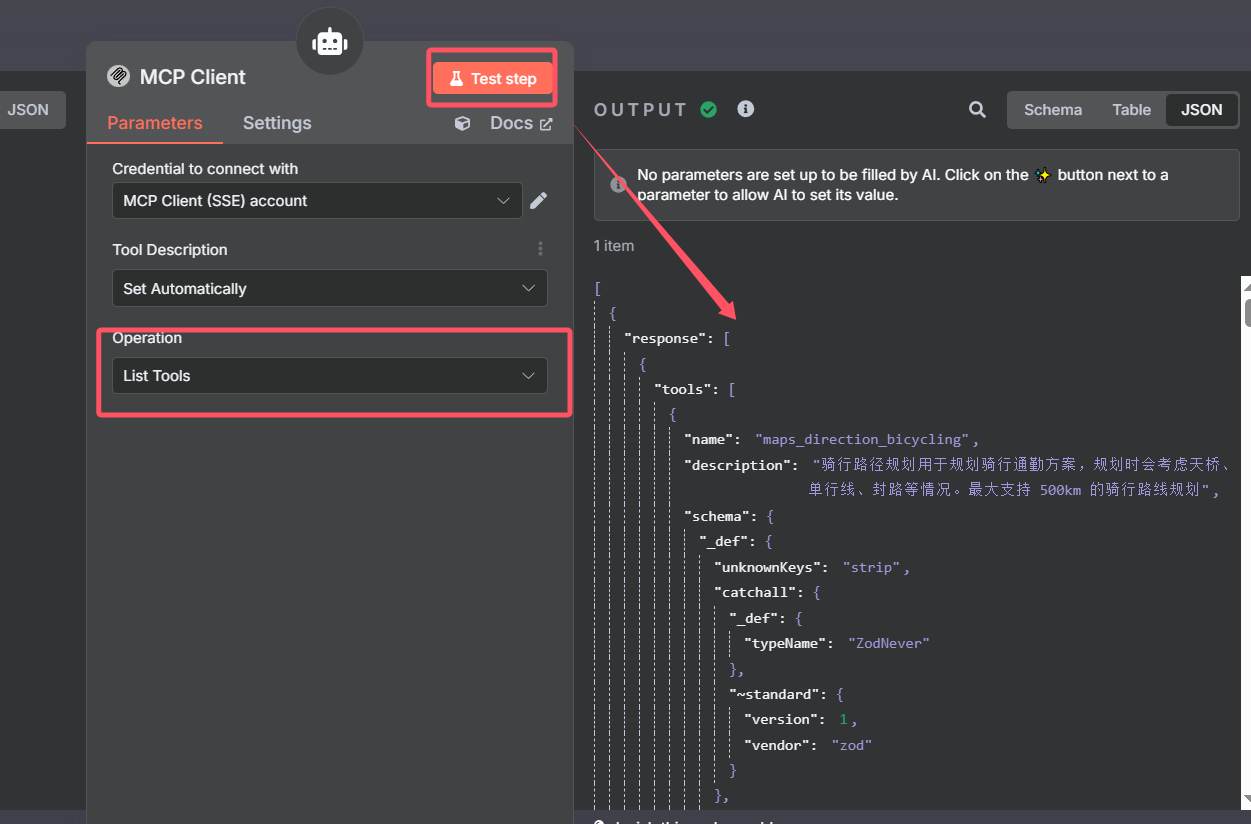 JSON
MCP Client
Test step
Parameters
Settings
Docs
Credential to connect with
MCP Client (SSE) account
Tool Description
Set Automatically
Operation
List Tools
OUTPUT
Schema
Table
JSON
No parameters are set up to be filled by AI. Click on the ✨ button next to a
parameter to allow AI to set its value.
1 item
[
{
"response": [
{
"tools": [
{
"name": "maps_direction_bicycling",
"description": "骑行路径规划用于规划骑行通勤方案，规划时会考虑天桥、
单行线、封路等情况。最大支持 500km 的骑行路线规划",
"schema": {
"_def": {
"unknownKeys": "strip",
"catchall": {
"_def": {
"typeName": "ZodNever"
},
"~standard": {
"version": 1,
"vendor": "zod"
}
},